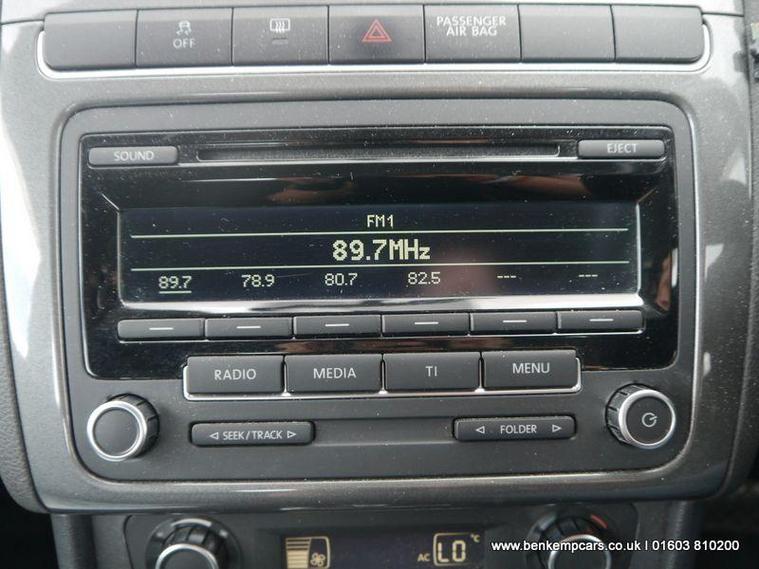 OFF
PASSENGER
AIR BAG
SOUND
EJECT
FM1
89.7MHz
89.7 78.9 80.7 82.5 --- ---
RADIO MEDIA TI MENU
SEEK/TRACK
FOLDER
AC LO °C
www.benkempcars.co.uk l 01603 810200